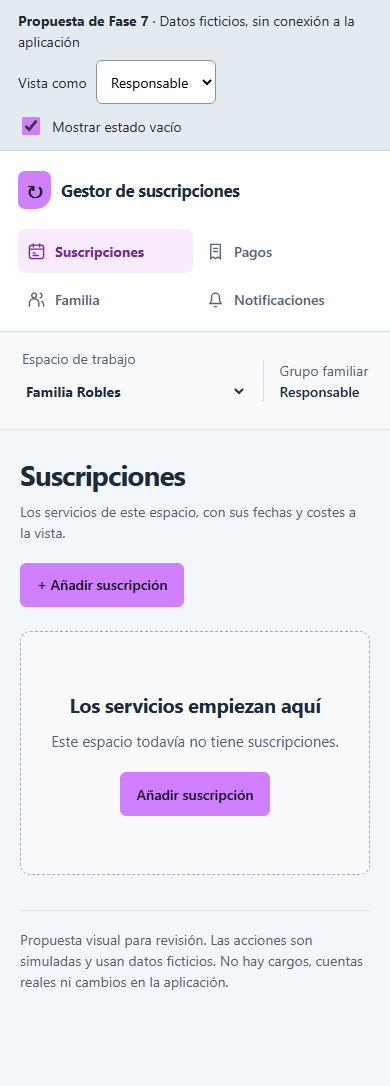 Propuesta de Fase 7 · Datos ficticios, sin conexión a la
aplicación
Vista como
Responsable
Mostrar estado vacío
Gestor de suscripciones
Suscripciones
Pagos
Familia
Notificaciones
Espacio de trabajo
Familia Robles
Grupo familiar
Responsable
Suscripciones
Los servicios de este espacio, con sus fechas y costes a
la vista.
+ Añadir suscripción
Los servicios empiezan aquí
Este espacio todavía no tiene suscripciones.
Añadir suscripción
Propuesta visual para revisión. Las acciones son
simuladas y usan datos ficticios. No hay cargos, cuentas
reales ni cambios en la aplicación.